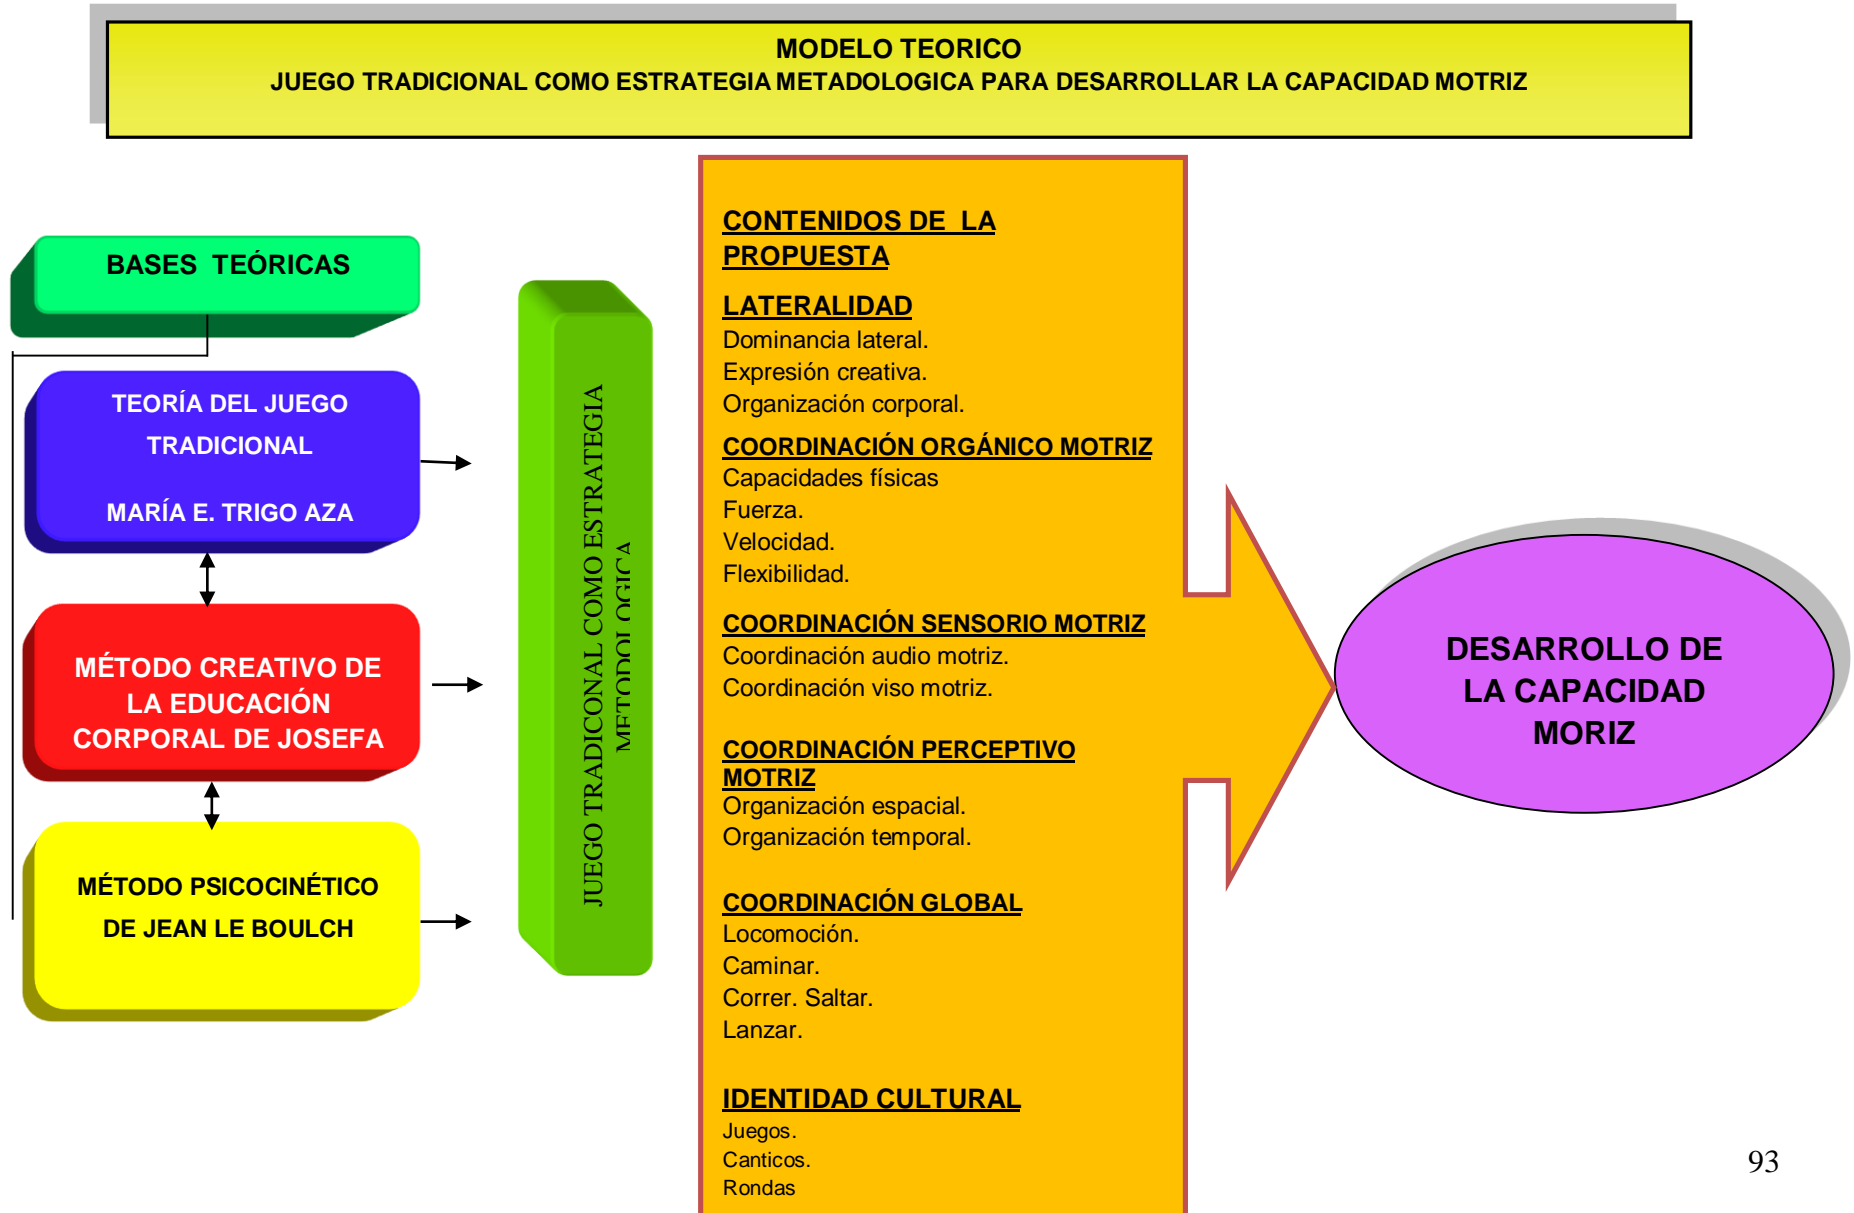 MODELO TEORICO
JUEGO TRADICIONAL COMO ESTRATEGIA METADOLOGICA PARA DESARROLLAR LA CAPACIDAD MOTRIZ
BASES TEÓRICAS
TEORÍA DEL JUEGO
TRADICIONAL
MARÍA E. TRIGO AZA
MÉTODO CREATIVO DE
LA EDUCACIÓN
CORPORAL DE JOSEFA
MÉTODO PSICOCINÉTICO
DE JEAN LE BOULCH
JUEGO TRADICONAL COMO ESTRATEGIA
METODOLOGICA
CONTENIDOS DE LA
PROPUESTA
LATERALIDAD
Dominancia lateral.
Expresión creativa.
Organización corporal.
COORDINACIÓN ORGÁNICO MOTRIZ
Capacidades físicas
Fuerza.
Velocidad.
Flexibilidad.
COORDINACIÓN SENSORIO MOTRIZ
Coordinación audio motriz.
Coordinación viso motriz.
COORDINACIÓN PERCEPTIVO
MOTRIZ
Organización espacial.
Organización temporal.
COORDINACIÓN GLOBAL
Locomoción.
Caminar.
Correr. Saltar.
Lanzar.
IDENTIDAD CULTURAL
Juegos.
Canticos.
Rondas
DESARROLLO DE
LA CAPACIDAD
MORIZ
93